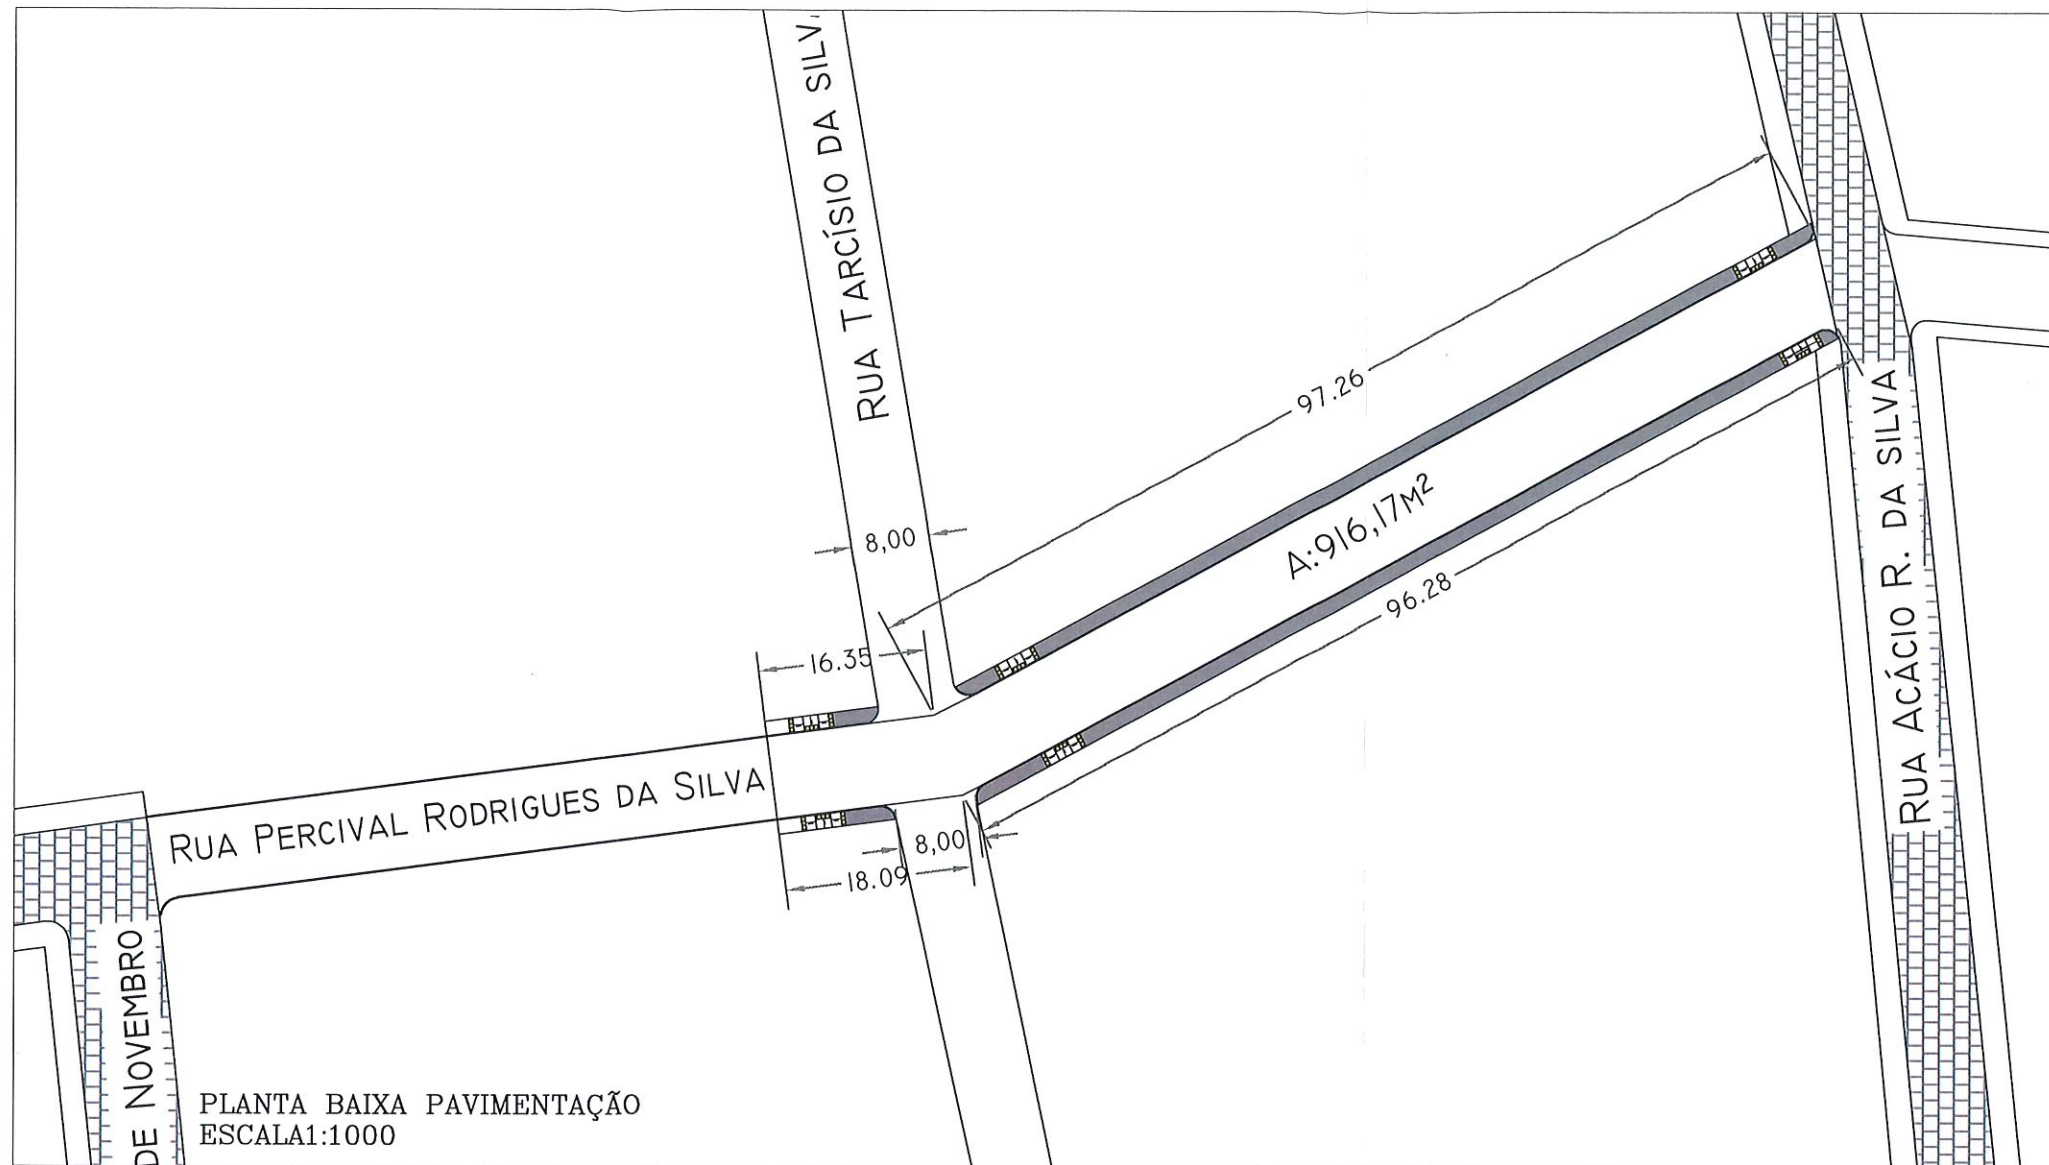 RUA TARCÍSIO DA SILV
97.26
8,00
A:916,17M²
96.28
16.35
RUA ACÁCIO R. DA SILVA
RUA PERCIVAL RODRIGUES DA SILVA
8,00
18.09
DE NOVEMBRO
PLANTA BAIXA PAVIMENTAÇÃO
ESCALA1:1000